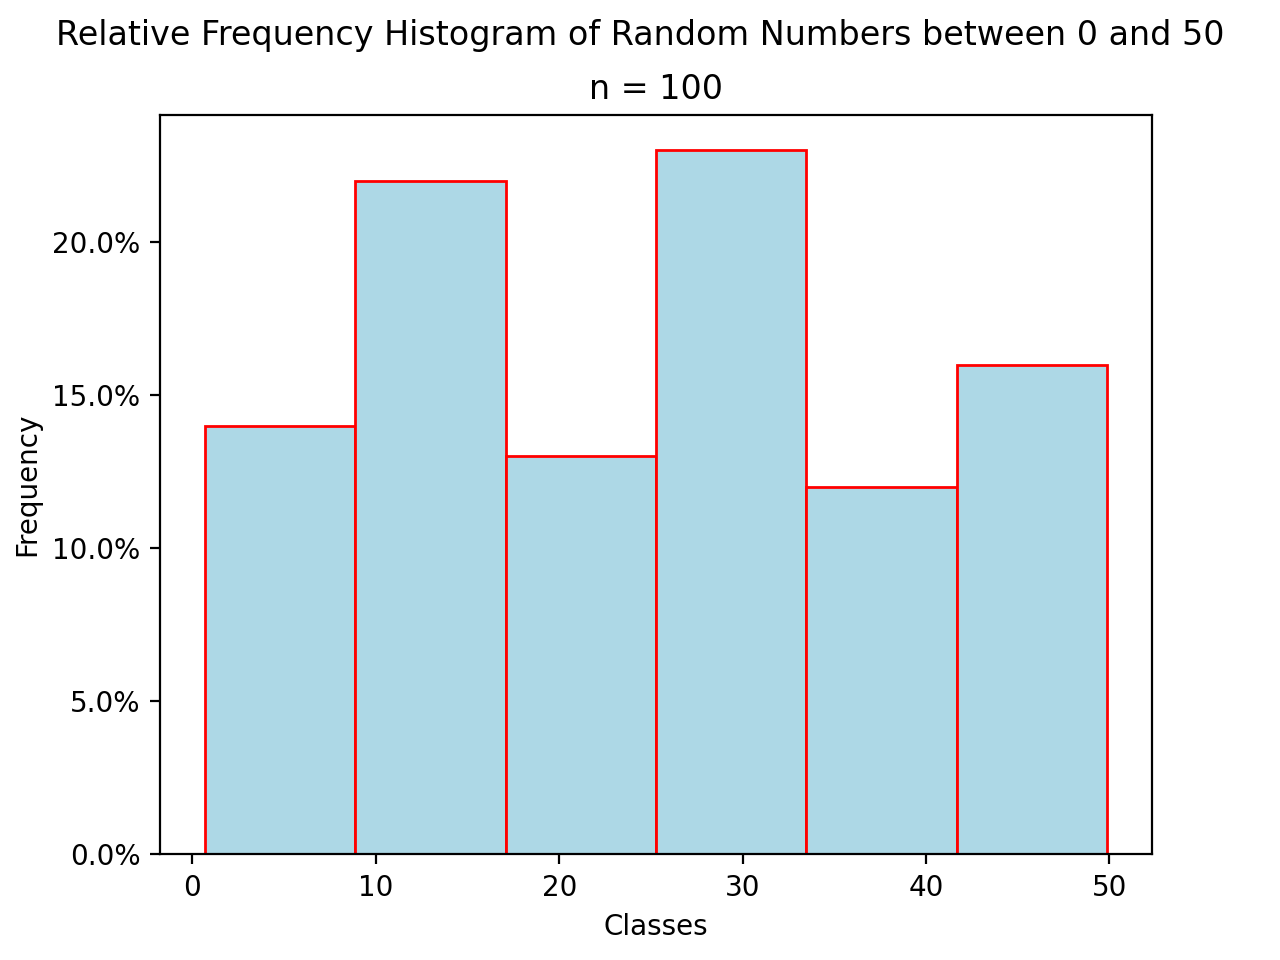 Relative Frequency Histogram of Random Numbers between 0 and 50
n = 100
20.0%
15.0%
10.0%
5.0%
0.0%
Frequency
0 10 20 30 40 50
Classes